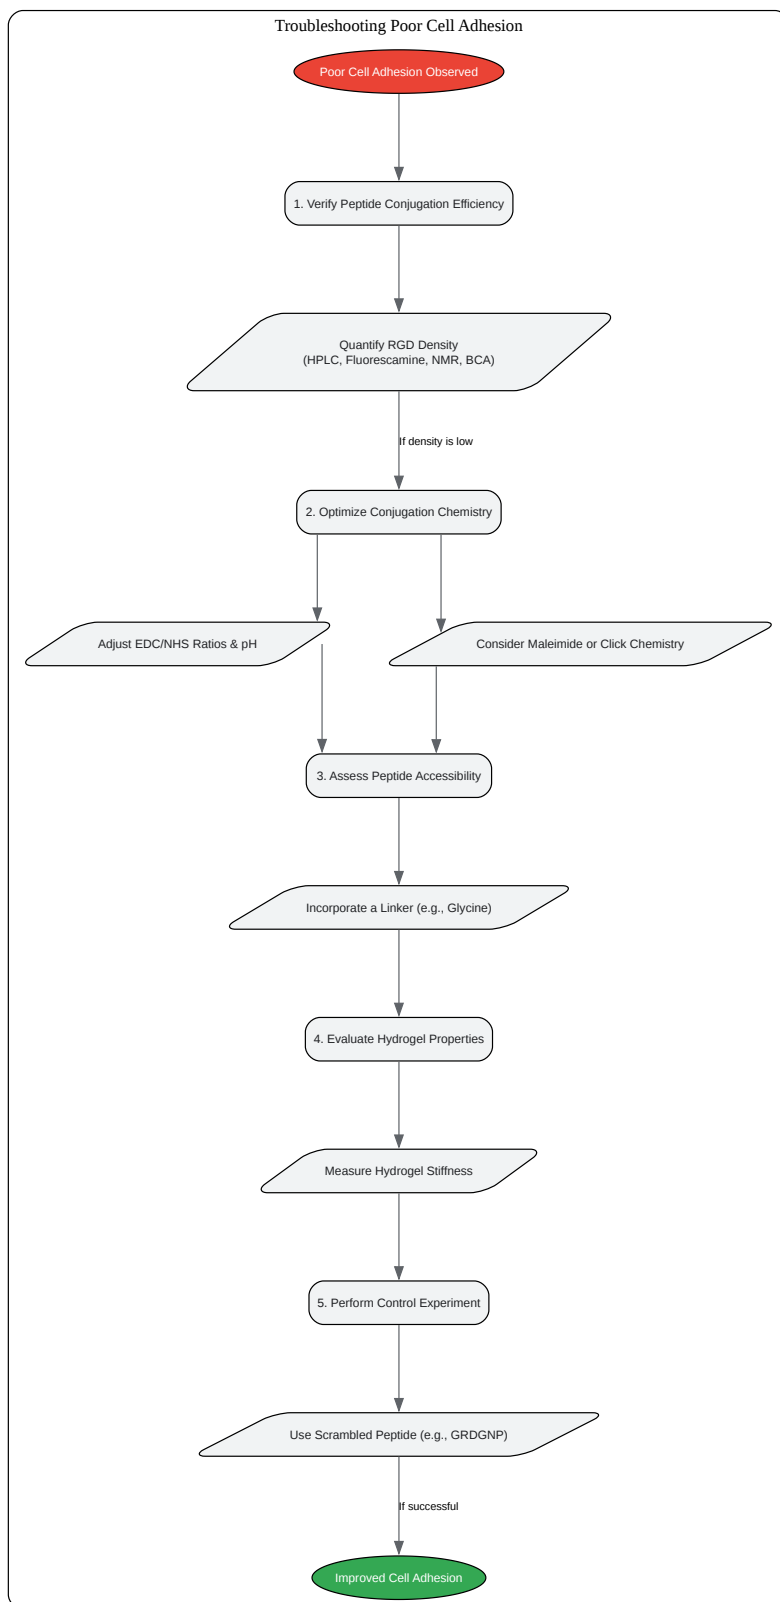 Troubleshooting Poor Cell Adhesion
Poor Cell Adhesion Observed
1. Verify Peptide Conjugation Efficiency
Quantify RGD Density
(HPLC, Fluorescamine, NMR, BCA)
If density is low
2. Optimize Conjugation Chemistry
Adjust EDC/NHS Ratios & pH
Consider Maleimide or Click Chemistry
3. Assess Peptide Accessibility
Incorporate a Linker (e.g., Glycine)
4. Evaluate Hydrogel Properties
Measure Hydrogel Stiffness
5. Perform Control Experiment
Use Scrambled Peptide (e.g., GRDGNP)
If successful
Improved Cell Adhesion